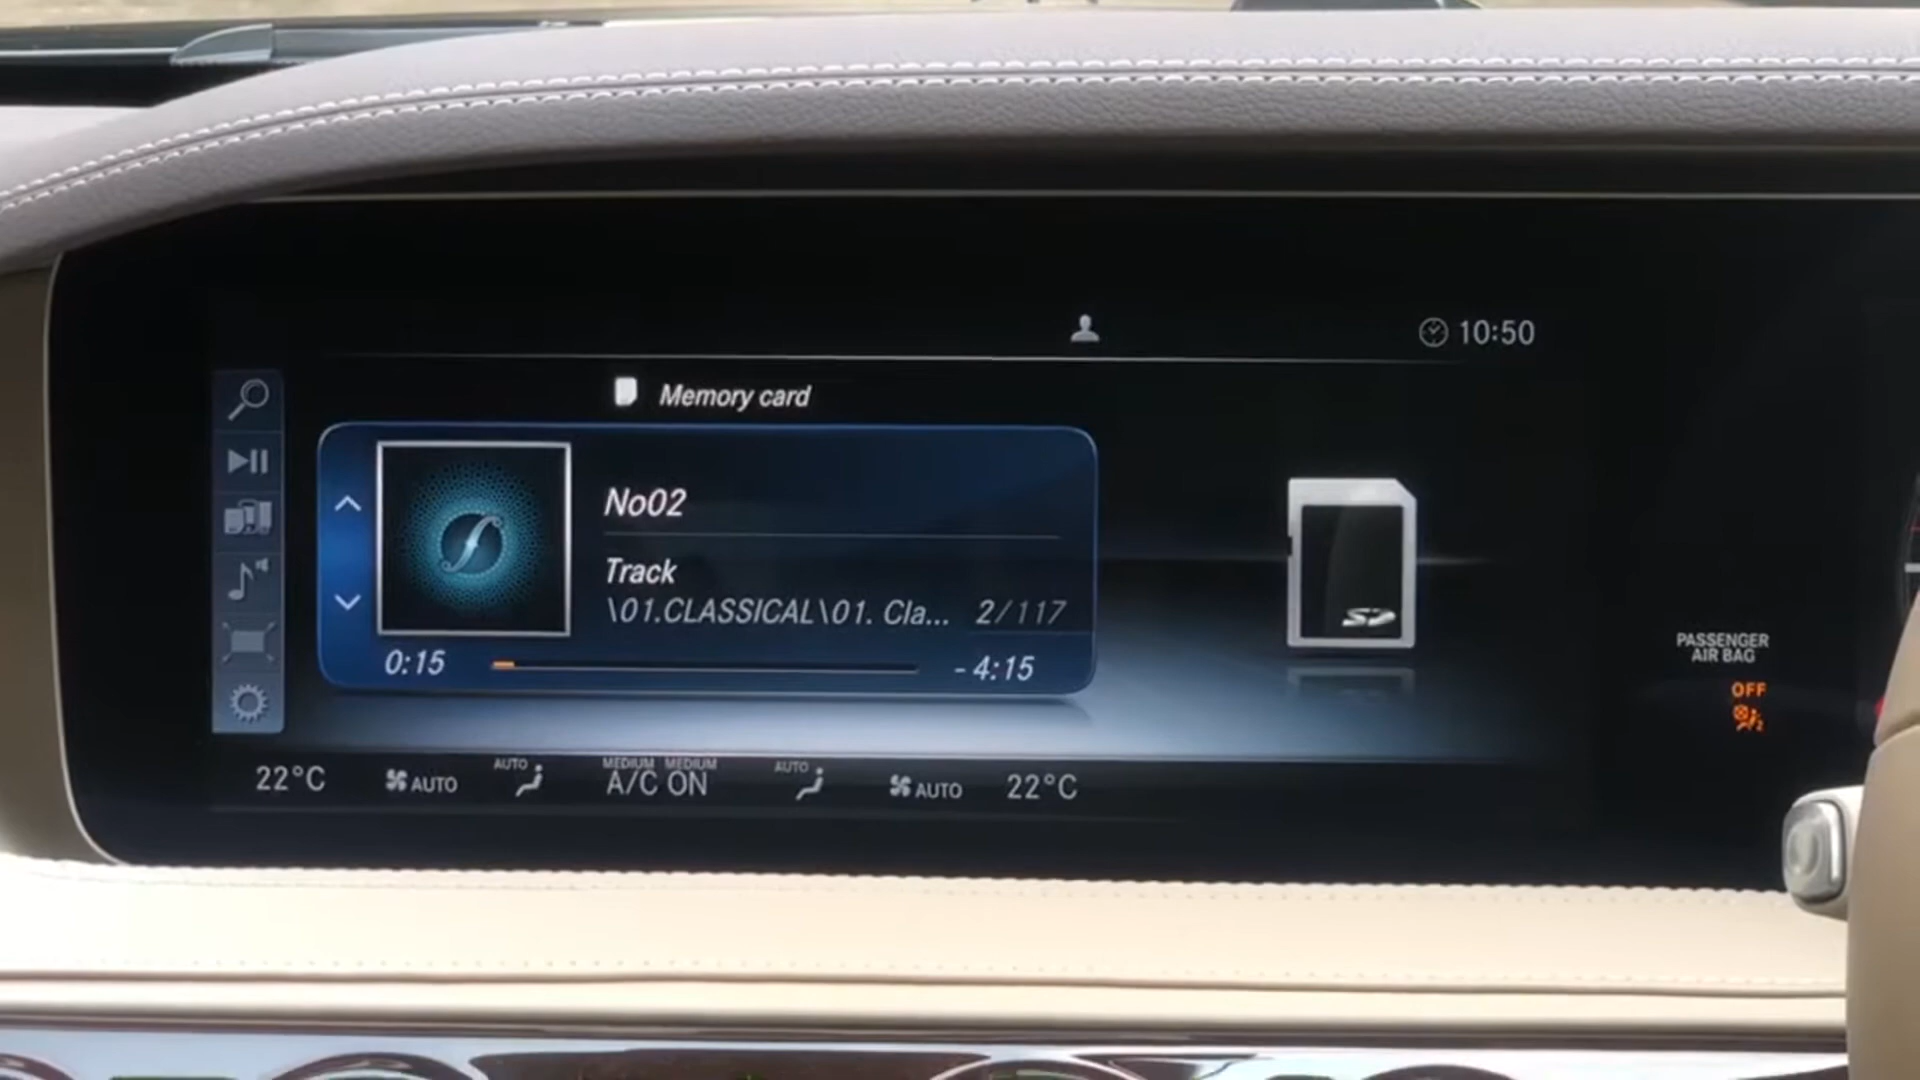 10:50
Memory card
No02
Track
\01.CLASSICAL\01. Cla... 2/117
0:15 -4:15
SD
PASSENGER
AIR BAG
OFF
22°C AUTO AUTO MEDIUM MEDIUM AUTO AUTO 22°C
A/C ON